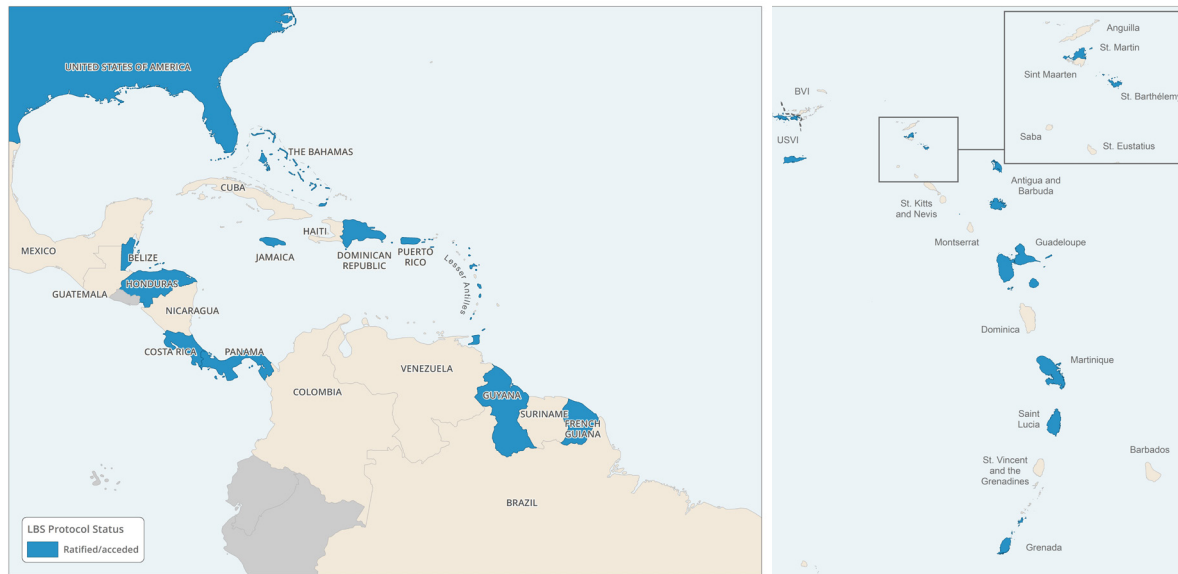 UNITED STATES OF AMERICA
THE BAHAMAS
CUBA
MEXICO
HAITI
JAMAICA
DOMINICAN
REPUBLIC
PUERTO
RICO
Lesser Antilles
BELIZE
GUATEMALA
HONDURAS
NICARAGUA
COSTA RICA
PANAMA
VENEZUELA
COLOMBIA
GUYANA
SURINAME
FRENCH
GUIANA
BRAZIL
LBS Protocol Status
Ratified/acceded
Anguilla
St. Martin
Sint Maarten
St. Barthélemy
Saba
St. Eustatius
BVI
USVI
Antigua and
Barbuda
St. Kitts
and Nevis
Montserrat
Guadeloupe
Dominica
Martinique
Saint
Lucia
St. Vincent
and the
Grenadines
Barbados
Grenada